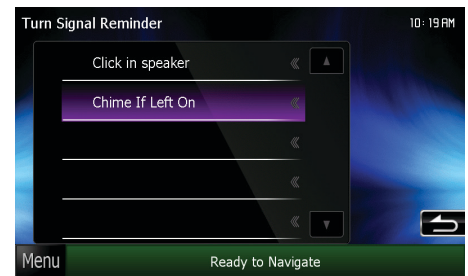 Turn Signal Reminder
10:19 AM
Click in speaker
Chime If Left On
Menu
Ready to Navigate